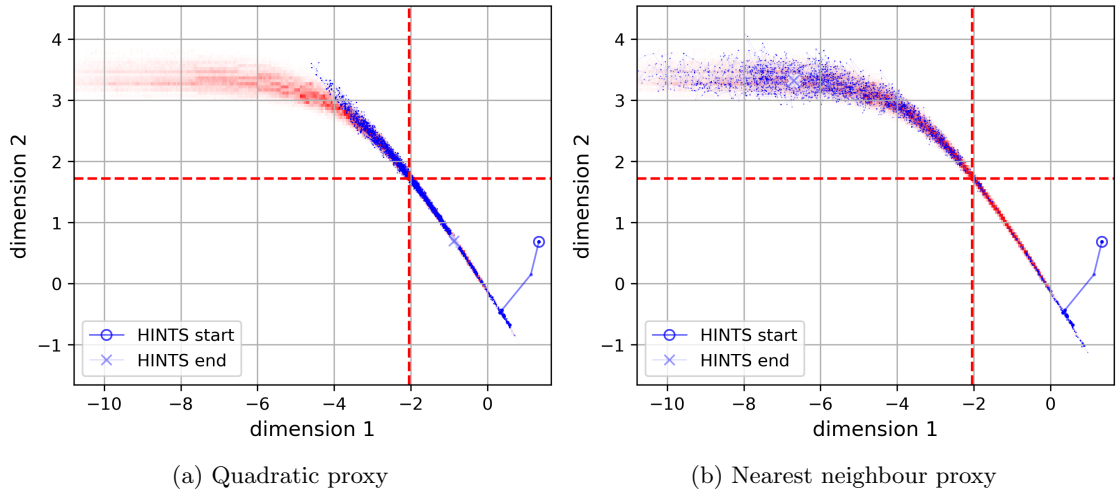 4
3
2
1
0
−1
dimension 2
−10 −8 −6 −4 −2 0
dimension 1
HINTS start
HINTS end
(a) Quadratic proxy
4
3
2
1
0
−1
dimension 2
−10 −8 −6 −4 −2 0
dimension 1
HINTS start
HINTS end
(b) Nearest neighbour proxy